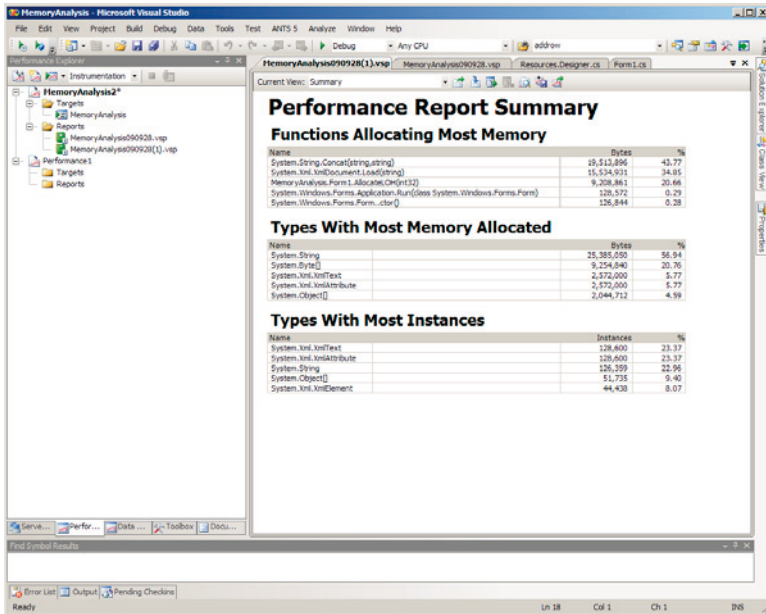 MemoryAnalysis - Microsoft Visual Studio
File Edit View Project Build Debug Data Tools Test ANTS 5 Analyze Window Help
Debug Any CPU addrow
Performance Explorer
Instrumentation
MemoryAnalysis2*
Targets
MemoryAnalysis
Reports
MemoryAnalysis090928.vsp
MemoryAnalysis090928(1).vsp
Performance1
Targets
Reports
MemoryAnalysis090928(1).vsp MemoryAnalysis090928.vsp Resources.Designer.cs Form1.cs
Current View: Summary
Performance Report Summary
Functions Allocating Most Memory
Name Bytes %
System.String.Concat(string,string) 19,513,896 43.77
System.Xml.XmlDocument.Load(string) 15,534,931 34.85
MemoryAnalysis.Form1.AllocateLOH(int32) 9,208,861 20.66
System.Windows.Forms.Application.Run(class System.Windows.Forms.Form) 128,572 0.29
System.Windows.Forms.Form..ctor() 126,844 0.28
Types With Most Memory Allocated
Name Bytes %
System.String 25,385,050 56.94
System.Byte[] 9,254,840 20.76
System.Xml.XmlText 2,572,000 5.77
System.Xml.XmlAttribute 2,572,000 5.77
System.Object[] 2,044,712 4.59
Types With Most Instances
Name Instances %
System.Xml.XmlText 128,600 23.37
System.Xml.XmlAttribute 128,600 23.37
System.String 126,359 22.96
System.Object[] 51,735 9.40
System.Xml.XmlElement 44,438 8.07
Solution Explorer
Class View
Properties
Serve... Perfor... Data ... Toolbox Docu...
Find Symbol Results
Error List Output Pending Checkins
Ready Ln 18 Col 1 Ch 1 INS